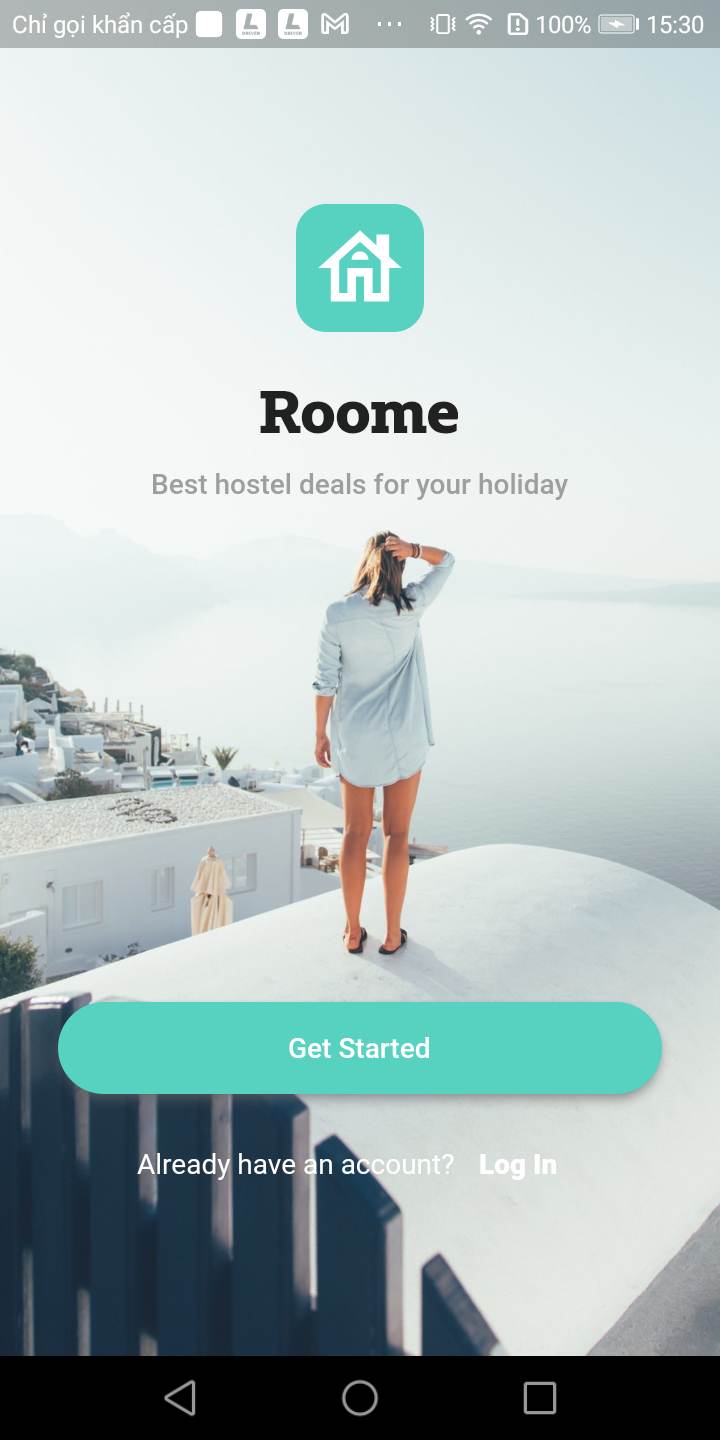 Chỉ gọi khẩn cấp 100% 15:30
Roome
Best hostel deals for your holiday
Get Started
Already have an account? Log In